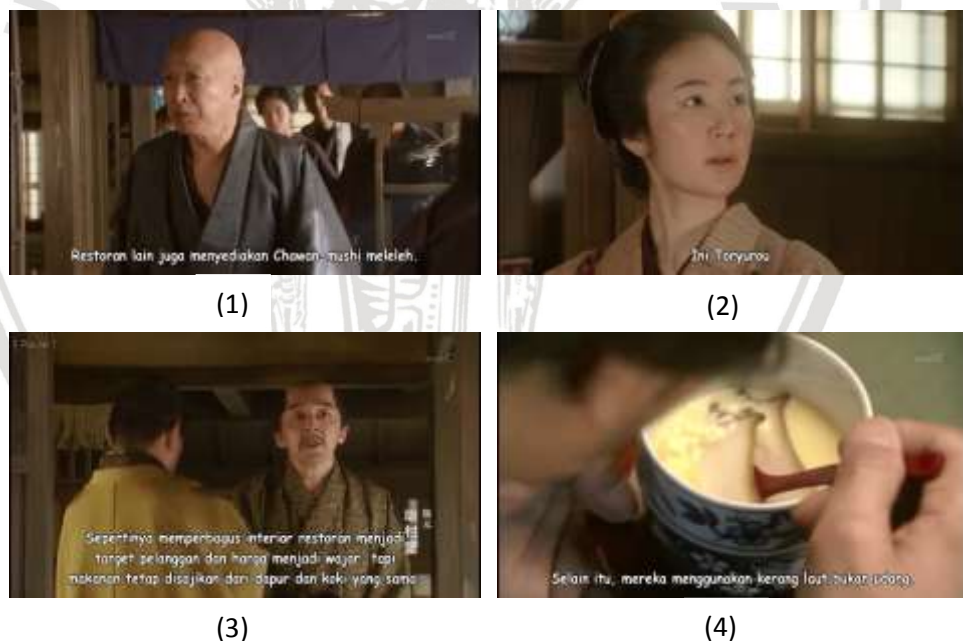 Restoran lain juga menyediakan Chawan mushi meleleh.
Ini Toryurou
(1)
(2)
Sepertinya memperbagus interior restoran menjadi
target pelanggan dan harga menjadi wajar, tapi
makanan tetap disajikan dari dapur dan koki yang sama
Selain itu, mereka menggunakan kerang laut bukan udang.
(3)
(4)